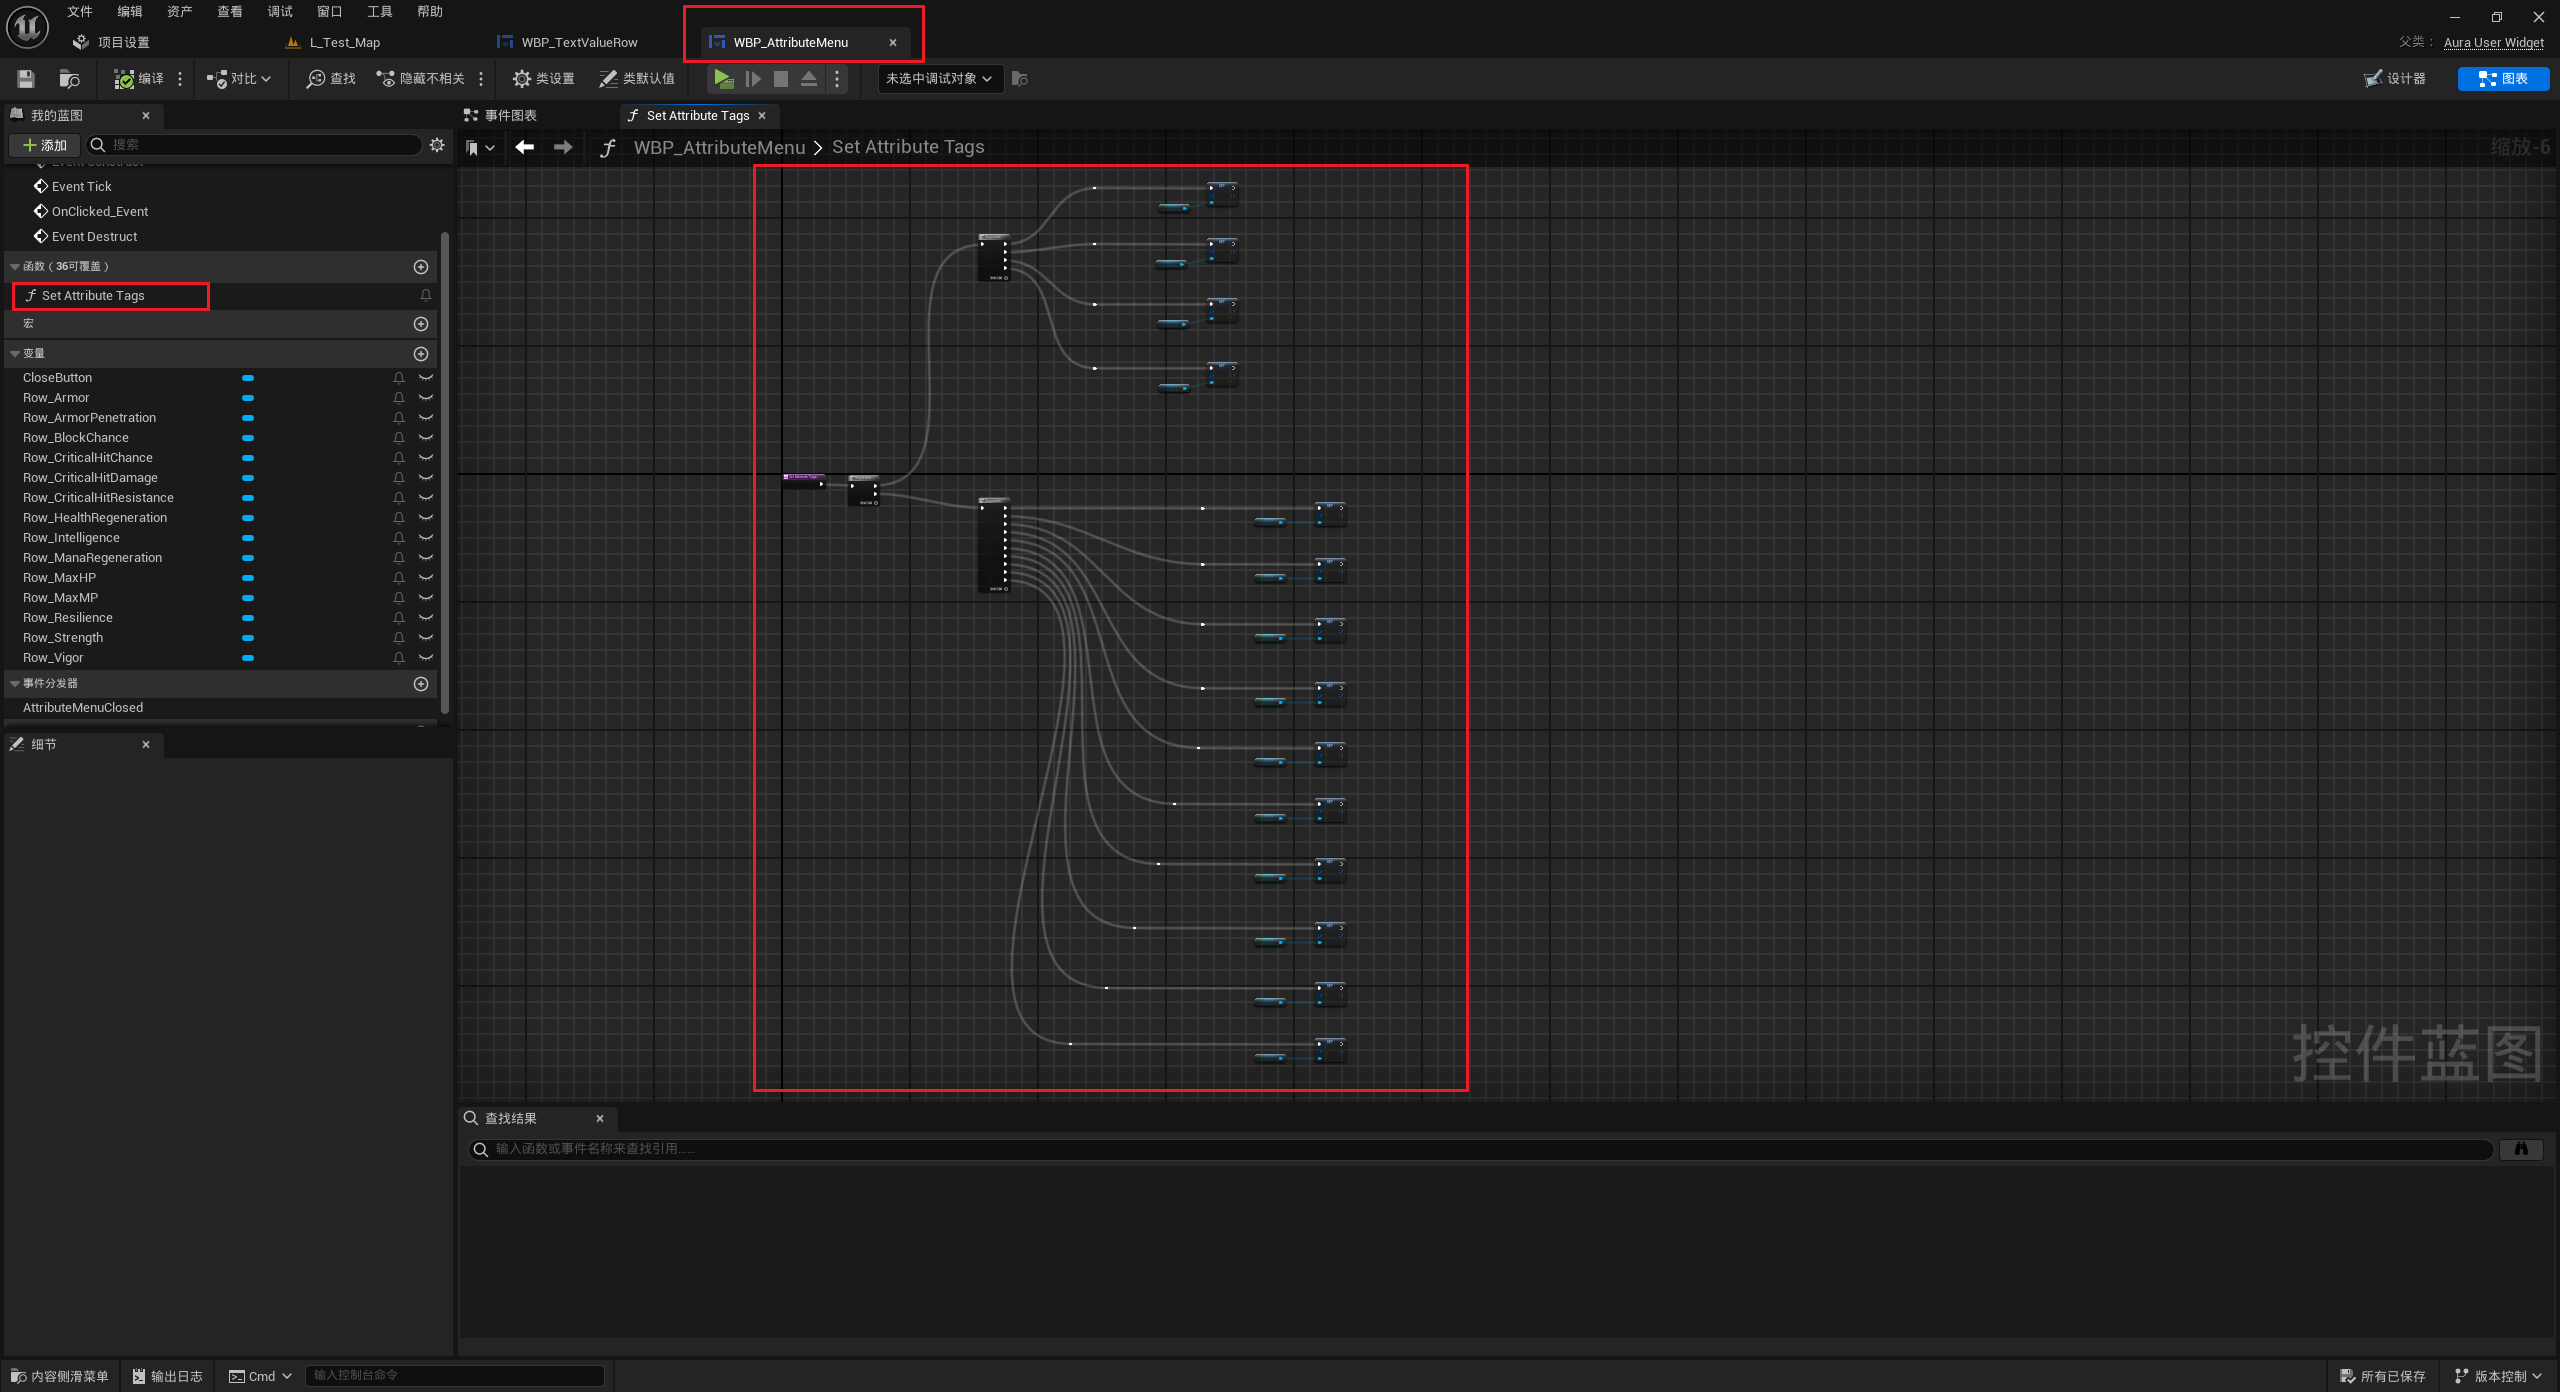 文件 编辑 资产 查看 调试 窗口 工具 帮助
项目设置 L_Test_Map WBP_TextValueRow WBP_AttributeMenu
父类： Aura User Widget
编译 对比 查找 隐藏不相关 类设置 类默认值 未选中调试对象 设计器 图表
我的蓝图 事件图表 Set Attribute Tags
添加 搜索
WBP_AttributeMenu > Set Attribute Tags
缩放-6
Event Construct
Event Tick
OnClicked_Event
Event Destruct
函数（36可覆盖）
Set Attribute Tags
宏
变量
CloseButton
Row_Armor
Row_ArmorPenetration
Row_BlockChance
Row_CriticalHitChance
Row_CriticalHitDamage
Row_CriticalHitResistance
Row_HealthRegeneration
Row_Intelligence
Row_ManaRegeneration
Row_MaxHP
Row_MaxMP
Row_Resilience
Row_Strength
Row_Vigor
事件分发器
AttributeMenuClosed
细节
控件蓝图
查找结果
输入函数或事件名称来查找引用......
内容侧滑菜单 输出日志 Cmd 输入控制台命令 所有已保存 版本控制